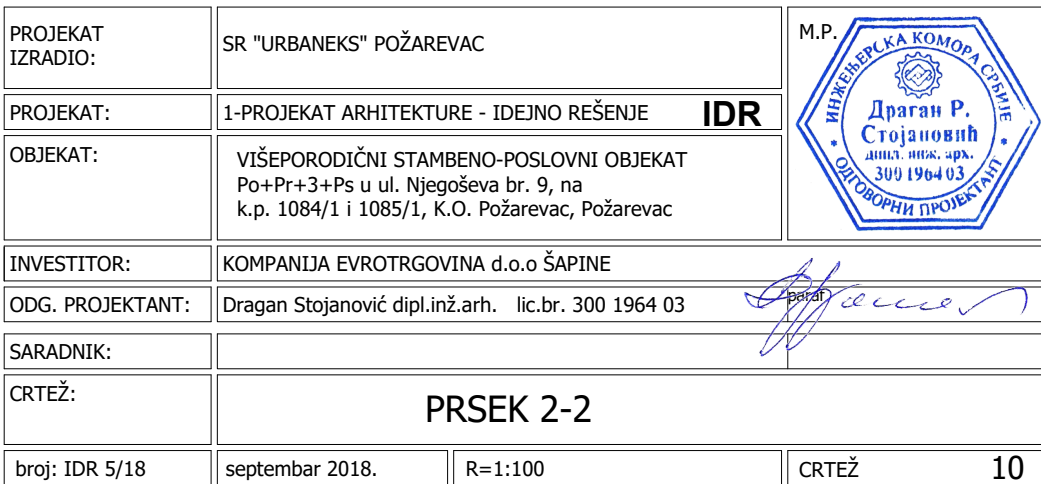 PROJEKAT
IZRADIO:
SR "URBANEKS" POŽAREVAC
M.P.
ИНЖЕЊЕРСКА КОМОРА СРБИЈЕ
Драган Р.
Стојановић
дипл. инж. арх.
300 1964 03
* ОДГОВОРНИ ПРОЈЕКТАНТ *
PROJEKAT:
1-PROJEKAT ARHITEKTURE - IDEJNO REŠENJE IDR
OBJEKAT:
VIŠEPORODIČNI STAMBENO-POSLOVNI OBJEKAT
Po+Pr+3+Ps u ul. Njegoševa br. 9, na
k.p. 1084/1 i 1085/1, K.O. Požarevac, Požarevac
INVESTITOR:
KOMPANIJA EVROTRGOVINA d.o.o ŠAPINE
ODG. PROJEKTANT:
Dragan Stojanović dipl.inž.arh. lic.br. 300 1964 03
paraf
SARADNIK:
CRTEŽ:
PRSEK 2-2
broj: IDR 5/18
septembar 2018.
R=1:100
CRTEŽ 10